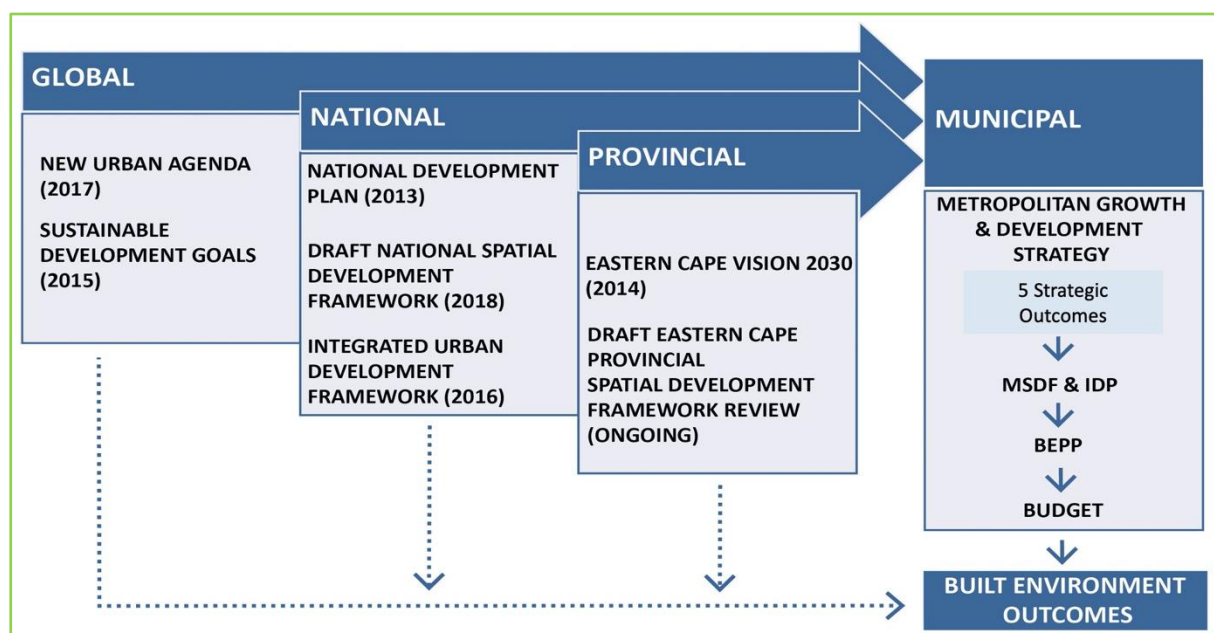 GLOBAL
NEW URBAN AGENDA
(2017)
SUSTAINABLE
DEVELOPMENT GOALS
(2015)
NATIONAL
NATIONAL DEVELOPMENT
PLAN (2013)
DRAFT NATIONAL SPATIAL
DEVELOPMENT
FRAMEWORK (2018)
INTEGRATED URBAN
DEVELOPMENT
FRAMEWORK (2016)
PROVINCIAL
EASTERN CAPE VISION 2030
(2014)
DRAFT EASTERN CAPE
PROVINCIAL
SPATIAL DEVELOPMENT
FRAMEWORK REVIEW
(ONGOING)
MUNICIPAL
METROPOLITAN GROWTH
& DEVELOPMENT
STRATEGY
5 Strategic
Outcomes
MSDF & IDP
BEPP
BUDGET
BUILT ENVIRONMENT
OUTCOMES